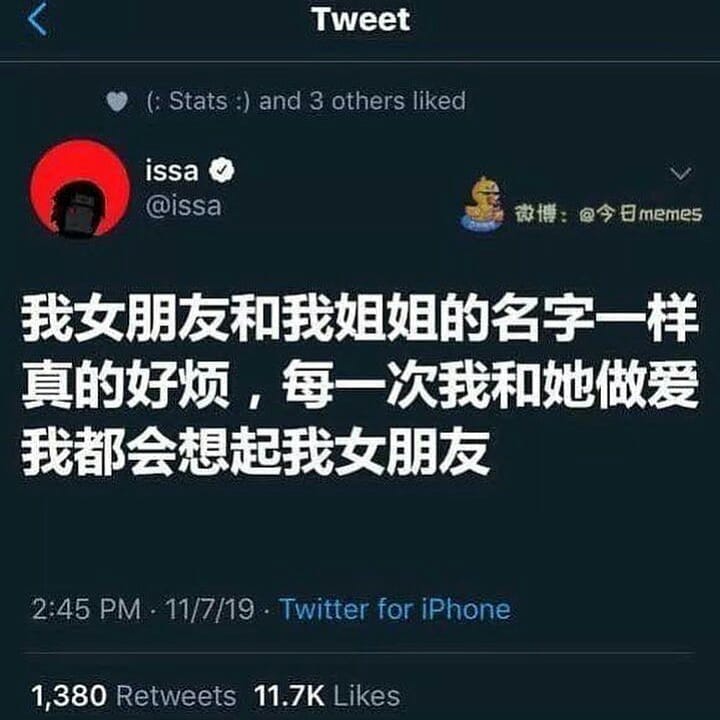 Tweet
(: Stats :) and 3 others liked
issa
@issa
微博：@今日memes
我女朋友和我姐姐的名字一样
真的好烦，每一次我和她做爱
我都会想起我女朋友
2:45 PM · 11/7/19 · Twitter for iPhone
1,380 Retweets 11.7K Likes